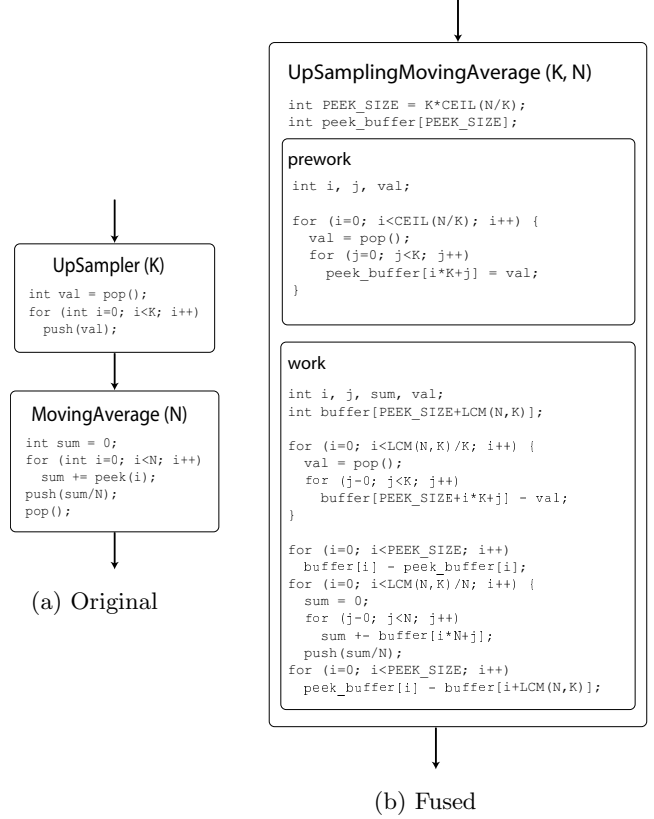 UpSampler (K)
int val = pop();
for (int i=0; i<K; i++)
push(val);
MovingAverage (N)
int sum = 0;
for (int i=0; i<N; i++)
sum += peek(i);
push(sum/N);
pop();
(a) Original
UpSamplingMovingAverage (K, N)
int PEEK_SIZE = K*CEIL(N/K);
int peek_buffer[PEEK_SIZE];
prework
int i, j, val;
for (i=0; i<CEIL(N/K); i++) {
val = pop();
for (j=0; j<K; j++)
peek_buffer[i*K+j] = val;
}
work
int i, j, sum, val;
int buffer[PEEK_SIZE+LCM(N,K)];
for (i=0; i<LCM(N,K)/K; i++) {
val = pop();
for (j-0; j<K; j++)
buffer[PEEK_SIZE+i*K+j] - val;
}
for (i=0; i<PEEK_SIZE; i++)
buffer[i] - peek_buffer[i];
for (i=0; i<LCM(N,K)/N; i++) {
sum = 0;
for (j-0; j<N; j++)
sum +- buffer[i*N+j];
push(sum/N);
for (i=0; i<PEEK_SIZE; i++)
peek_buffer[i] - buffer[i+LCM(N,K)];
(b) Fused